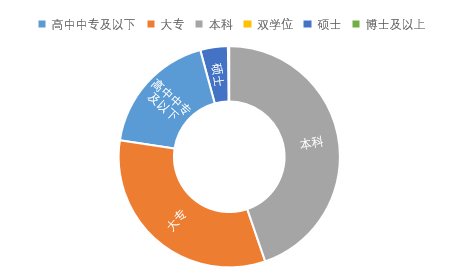 高中中专及以下 大专 本科 双学位 硕士 博士及以上
硕士
高中中专
及以下
本科
大专